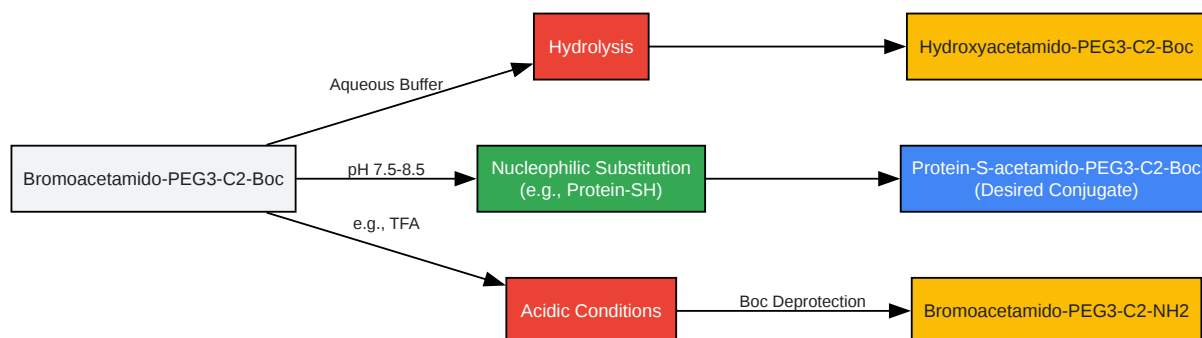 Hydrolysis
Hydroxyacetamido-PEG3-C2-Boc
Aqueous Buffer
Bromoacetamido-PEG3-C2-Boc
pH 7.5-8.5
Nucleophilic Substitution
(e.g., Protein-SH)
Protein-S-acetamido-PEG3-C2-Boc
(Desired Conjugate)
e.g., TFA
Acidic Conditions
Boc Deprotection
Bromoacetamido-PEG3-C2-NH2